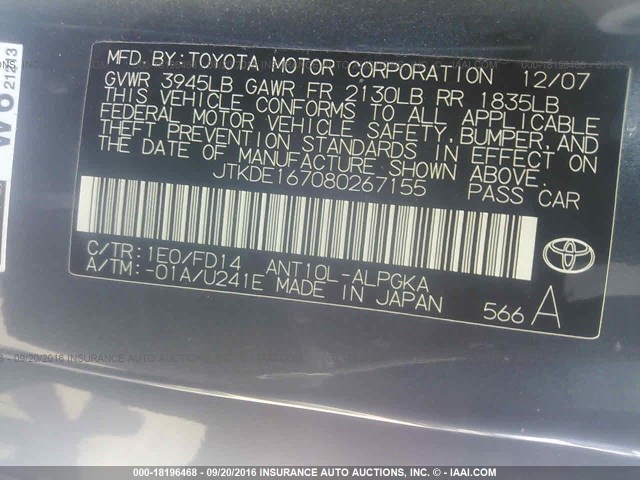 MFD. BY: TOYOTA MOTOR CORPORATION 12/07
GVWR 3945LB GAWR FR 2130LB RR 1835LB
THIS VEHICLE CONFORMS TO ALL APPLICABLE
FEDERAL MOTOR VEHICLE SAFETY, BUMPER, AND
THEFT PREVENTION STANDARDS IN EFFECT ON
THE DATE OF MANUFACTURE SHOWN ABOVE.
JTKDE167080267155 PASS CAR
C/TR: 1E0/FD14 ANT10L-ALPGKA
A/TM: -01A/U241E MADE IN JAPAN
566 A
TOYOTA
W6
21213
000-18196468 - 09/20/2016 INSURANCE AUTO AUCTIONS, INC. - IAAI.COM